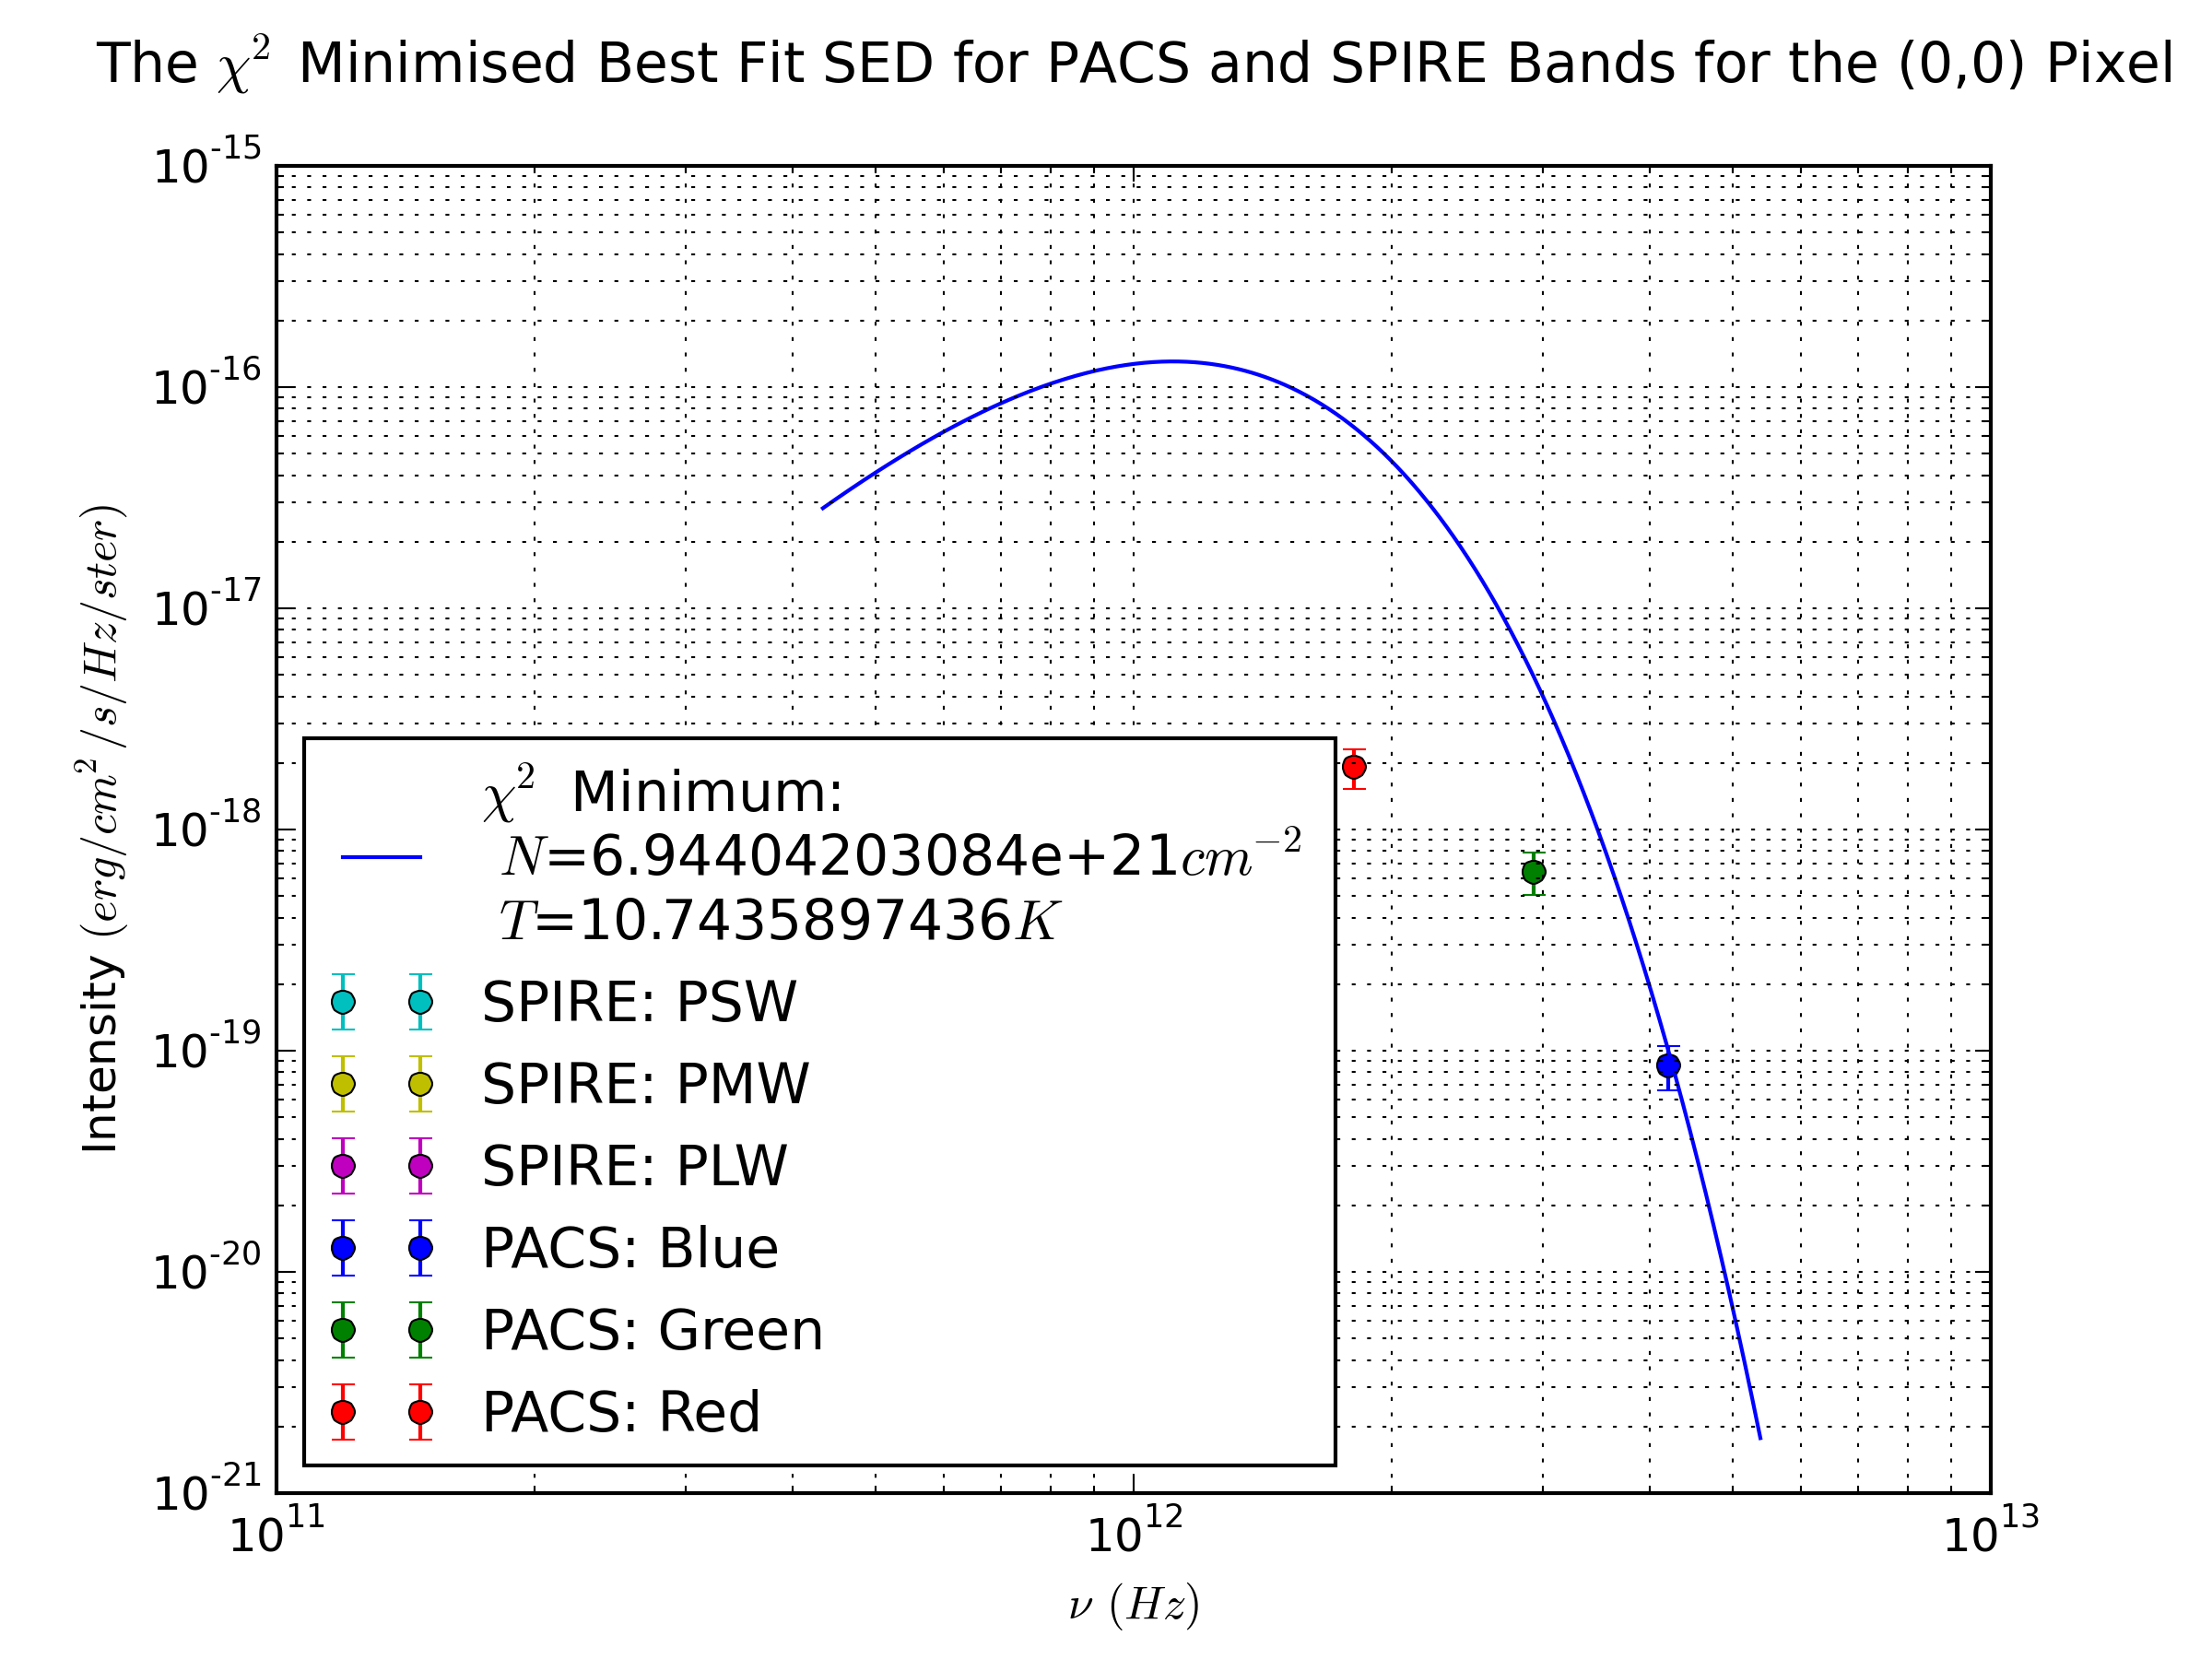 The χ² Minimised Best Fit SED for PACS and SPIRE Bands for the (0,0) Pixel
10⁻¹⁵
10⁻¹⁶
10⁻¹⁷
10⁻¹⁸
10⁻¹⁹
10⁻²⁰
10⁻²¹
Intensity (erg/cm²/s/Hz/ster)
χ² Minimum:
N=6.94404203084e+21cm⁻²
T=10.7435897436K
SPIRE: PSW
SPIRE: PMW
SPIRE: PLW
PACS: Blue
PACS: Green
PACS: Red
10¹¹ 10¹² 10¹³
ν (Hz)